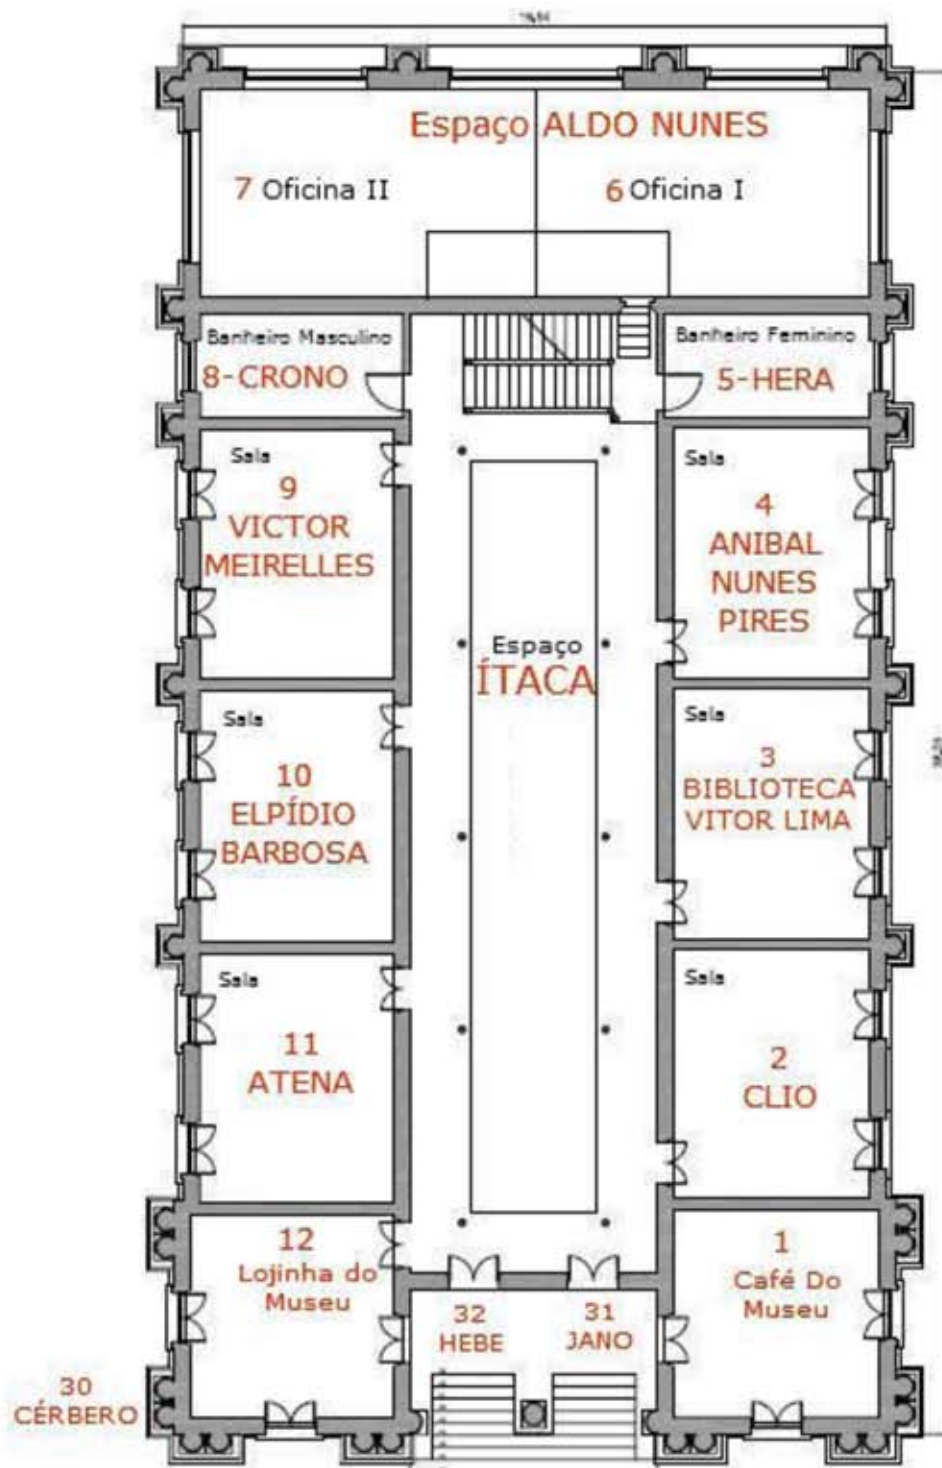 Espaço ALDO NUNES
7 Oficina II
6 Oficina I
Banheiro Masculino
8-CRONO
Banheiro Feminino
5-HERA
Sala
9
VICTOR
MEIRELLES
Sala
4
ANIBAL
NUNES
PIRES
Espaço
ÍTACA
Sala
10
ELPÍDIO
BARBOSA
Sala
3
BIBLIOTECA
VITOR LIMA
Sala
11
ATENA
Sala
2
CLIO
12
Lojinha do
Museu
1
Café Do
Museu
32
HEBE
31
JANO
30
CÉRBERO